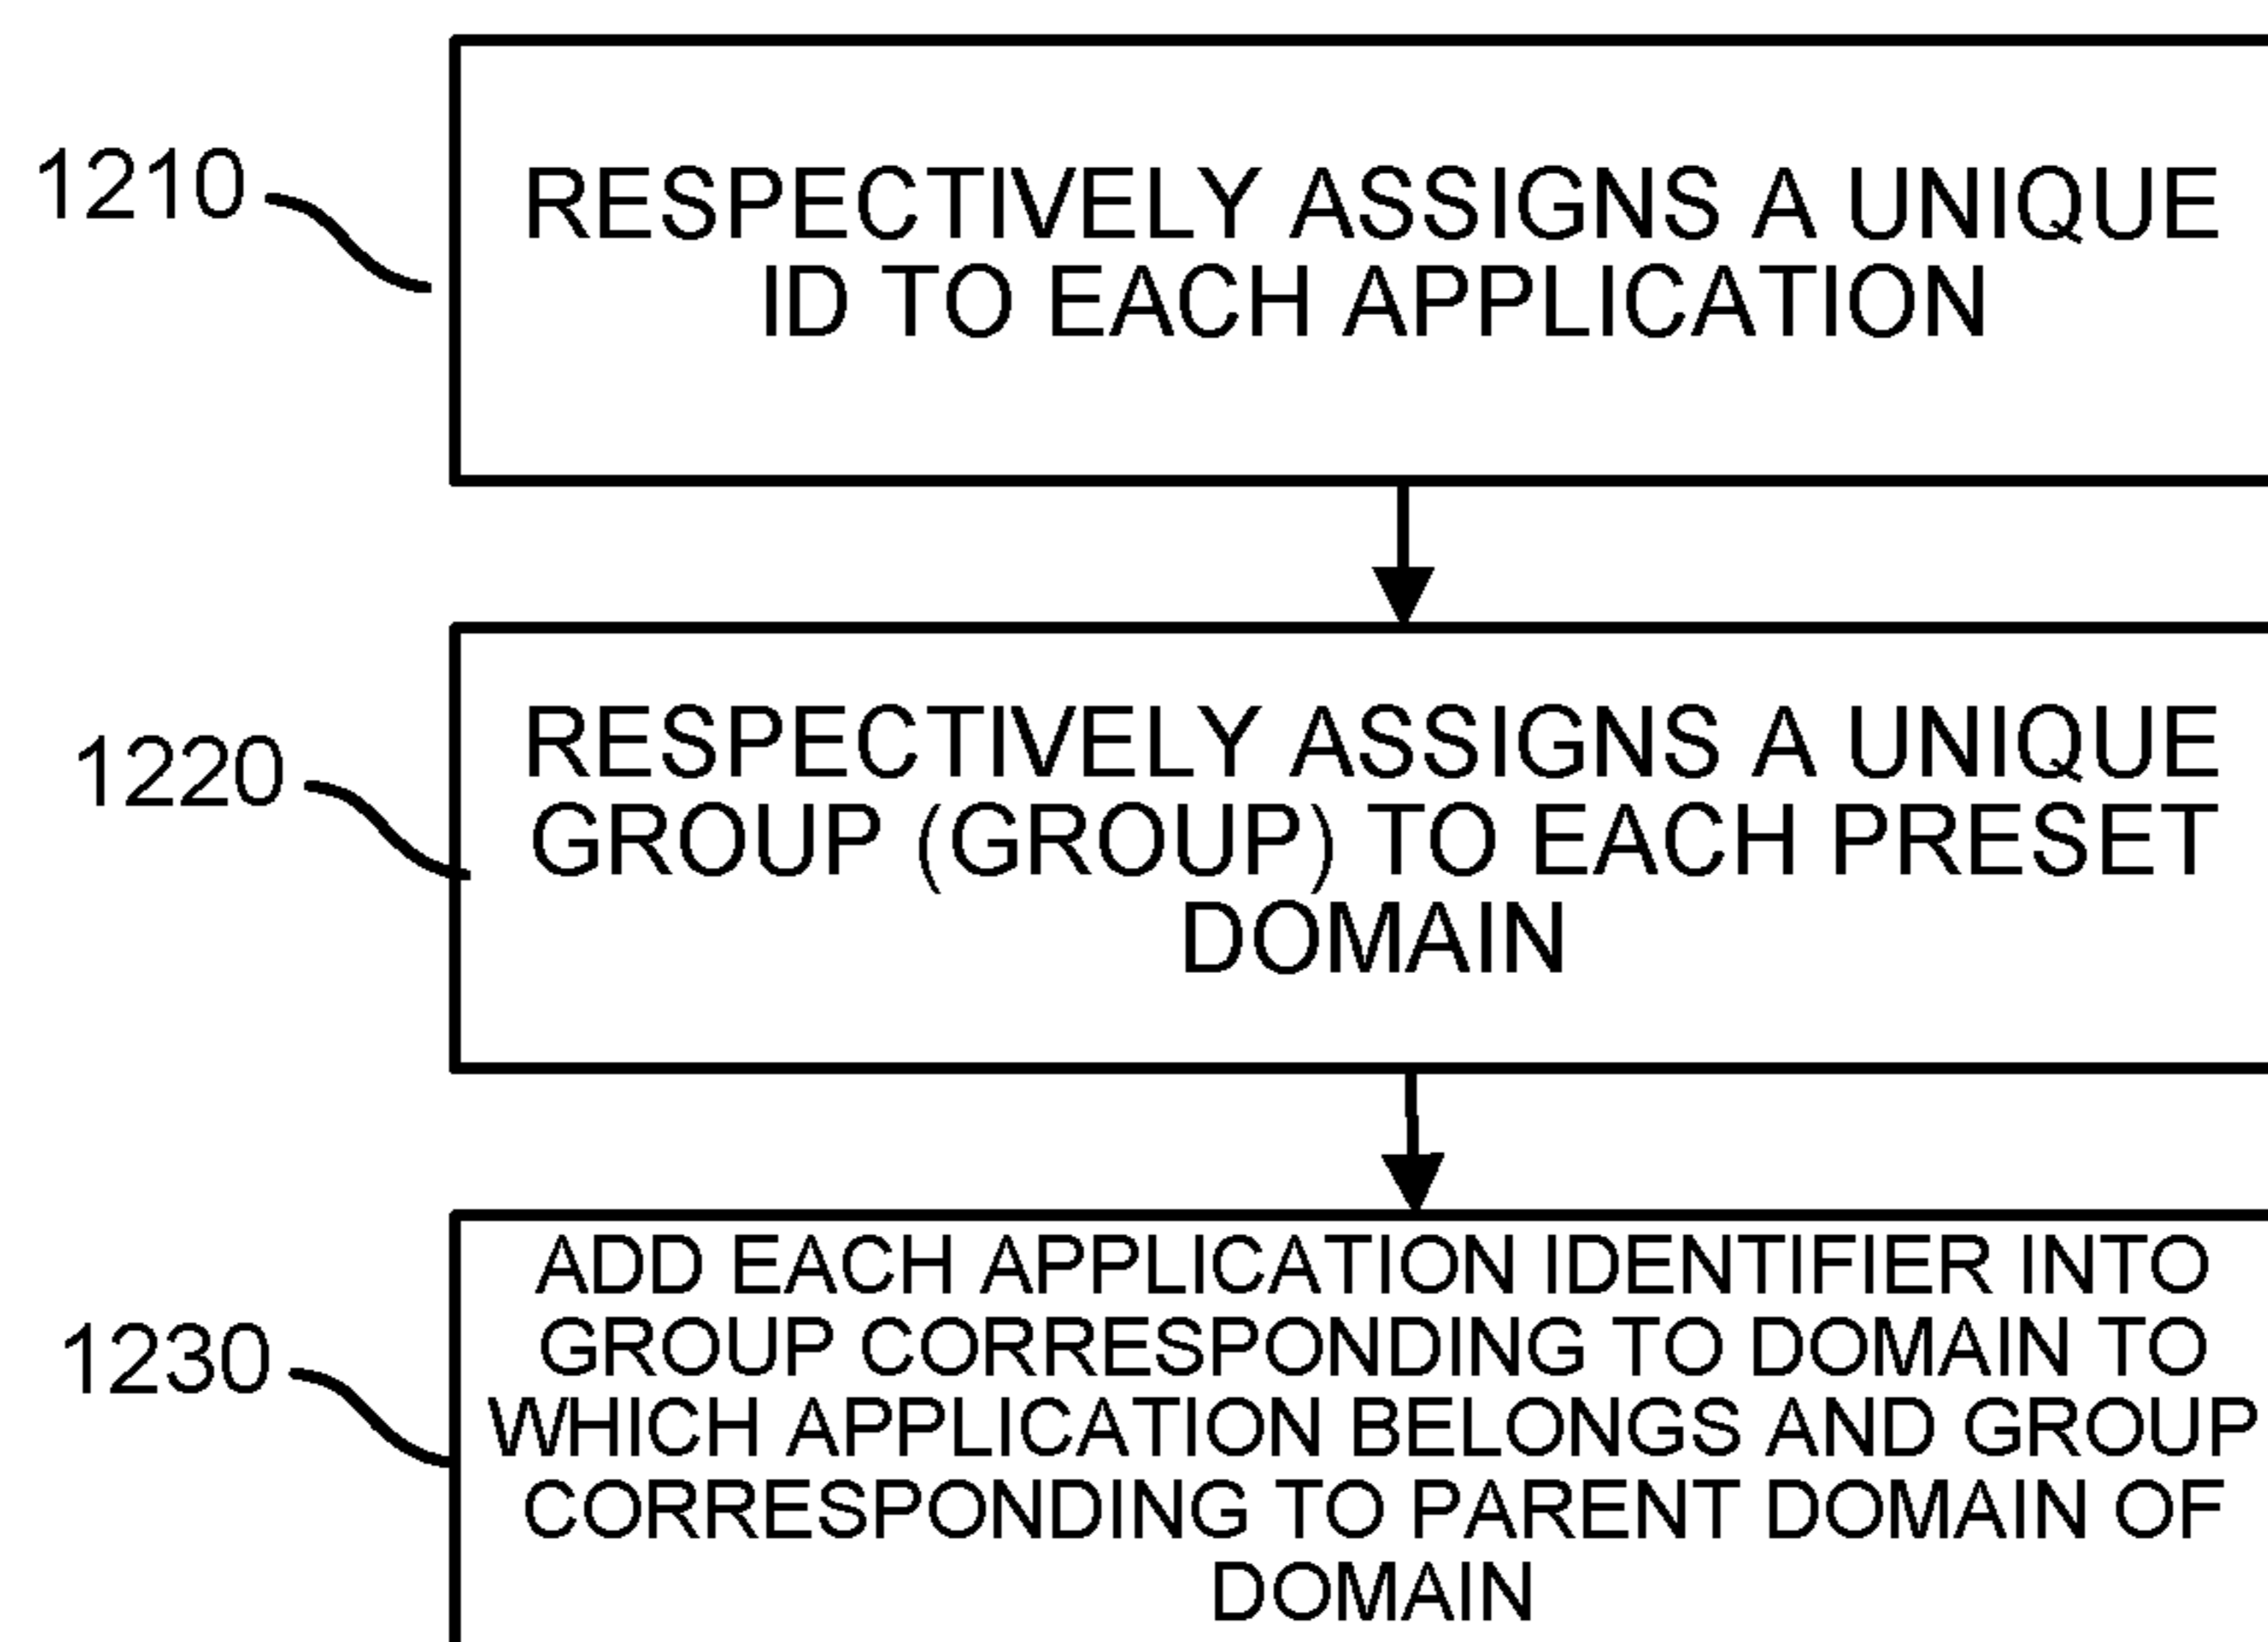 1210
RESPECTIVELY ASSIGNS A UNIQUE
ID TO EACH APPLICATION
1220
RESPECTIVELY ASSIGNS A UNIQUE
GROUP (GROUP) TO EACH PRESET
DOMAIN
1230
ADD EACH APPLICATION IDENTIFIER INTO
GROUP CORRESPONDING TO DOMAIN TO
WHICH APPLICATION BELONGS AND GROUP
CORRESPONDING TO PARENT DOMAIN OF
DOMAIN